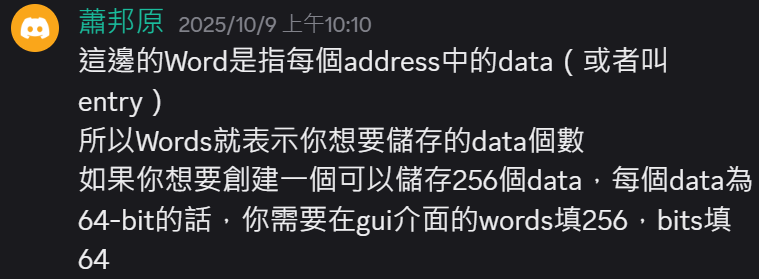 蕭邦原 2025/10/9 上午10:10
這邊的Word是指每個address中的data（或者叫
entry）
所以Words就表示你想要儲存的data個數
如果你想要創建一個可以儲存256個data，每個data為
64-bit的話，你需要在gui介面的words填256，bits填
64